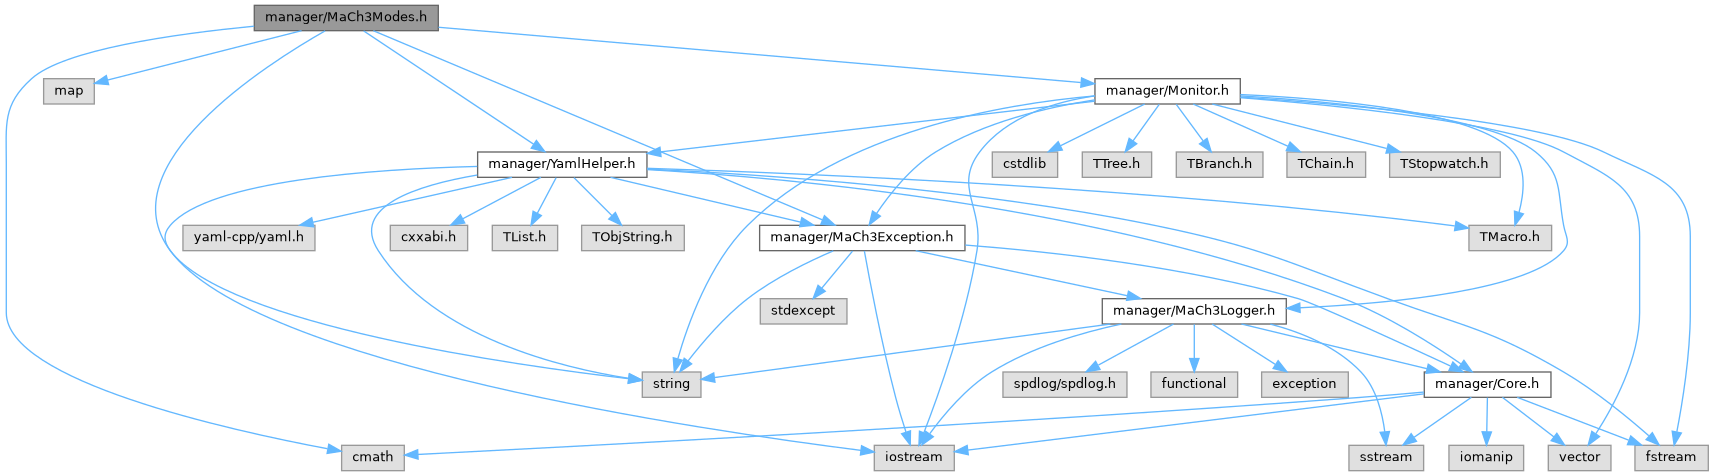 manager/MaCh3Modes.h
map
manager/Monitor.h
manager/YamlHelper.h
cstdlib
TTree.h
TBranch.h
TChain.h
TStopwatch.h
yaml-cpp/yaml.h
cxxabi.h
TList.h
TObjString.h
manager/MaCh3Exception.h
TMacro.h
stdexcept
manager/MaCh3Logger.h
string
spdlog/spdlog.h
functional
exception
manager/Core.h
cmath
iostream
sstream
iomanip
vector
fstream